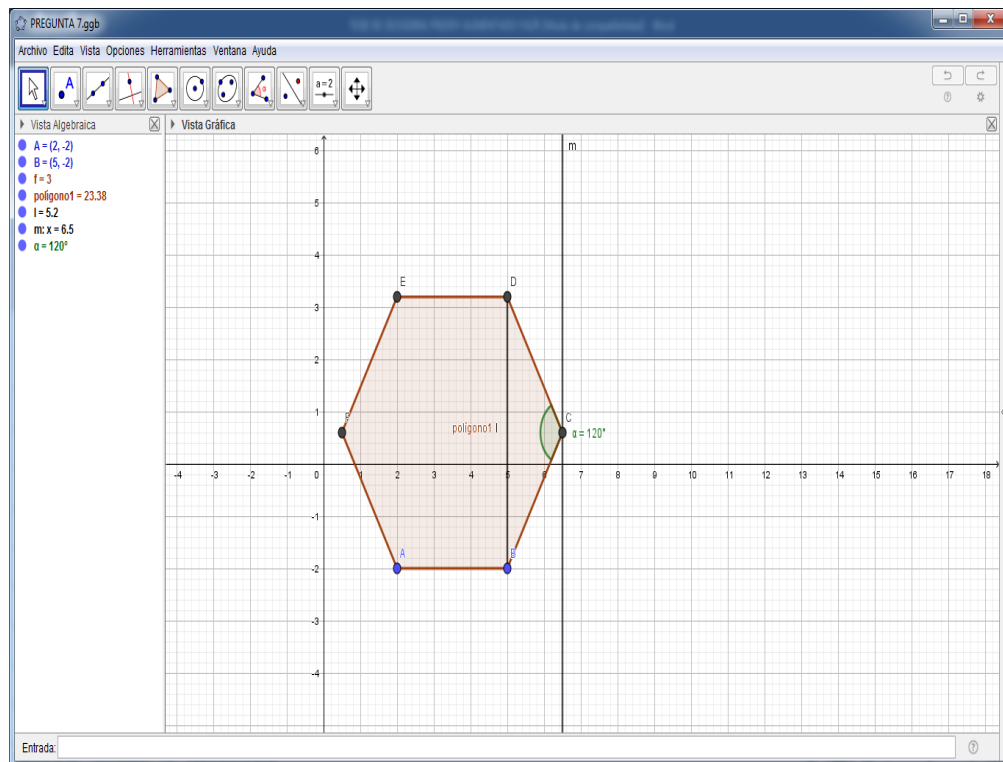 PREGUNTA 7.ggb
Archivo Edita Vista Opciones Herramientas Ventana Ayuda
A
a=2
Vista Algebraica
Vista Gráfica
A = (2, -2)
B = (5, -2)
f = 3
polígono1 = 23.38
l = 5.2
m: x = 6.5
α = 120°
m
6
5
4
E
D
3
2
1
F
C
polígono1 l
α = 120°
-4 -3 -2 -1 0 1 2 3 4 5 6 7 8 9 10 11 12 13 14 15 16 17 18
-1
A
B
-2
-3
-4
Entrada: